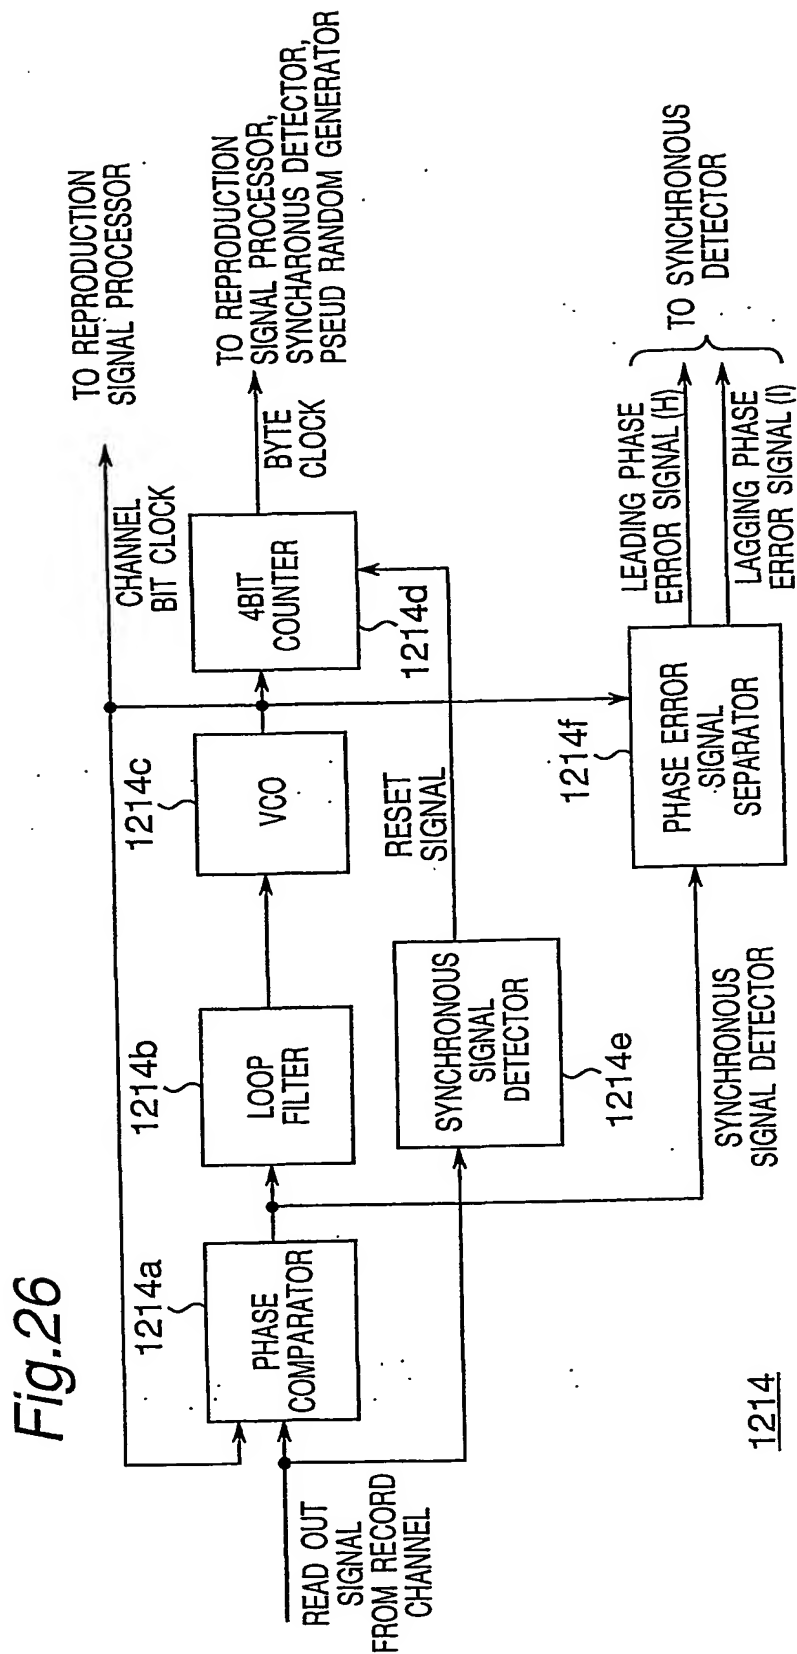 Fig.26
TO REPRODUCTION
SIGNAL PROCESSOR
CHANNEL
BIT CLOCK
TO REPRODUCTION
SIGNAL PROCESSOR,
SYNCHARONUS DETECTOR,
PSEUD RANDOM GENERATOR
BYTE
CLOCK
1214a
PHASE
COMPARATOR
1214b
LOOP
FILTER
1214c
VCO
4BIT
COUNTER
1214d
READ OUT
SIGNAL
FROM RECORD
CHANNEL
SYNCHRONOUS
SIGNAL
DETECTOR
1214e
RESET
SIGNAL
1214f
PHASE ERROR
SIGNAL
SEPARATOR
SYNCHRONOUS
SIGNAL DETECTOR
LEADING PHASE
ERROR SIGNAL (H)
LAGGING PHASE
ERROR SIGNAL (I)
TO SYNCHRONOUS
DETECTOR
1214